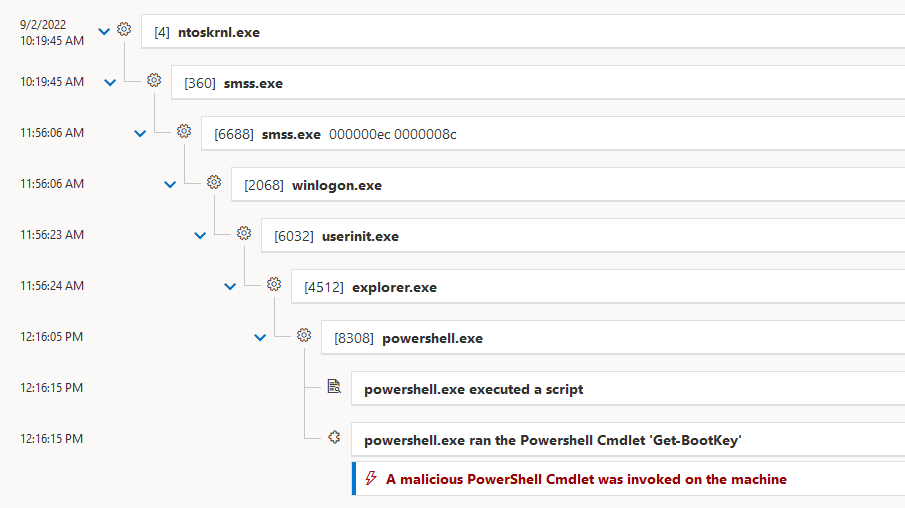 9/2/2022
10:19:45 AM [4] ntoskrnl.exe
10:19:45 AM [360] smss.exe
11:56:06 AM [6688] smss.exe 000000ec 0000008c
11:56:06 AM [2068] winlogon.exe
11:56:23 AM [6032] userinit.exe
11:56:24 AM [4512] explorer.exe
12:16:05 PM [8308] powershell.exe
12:16:15 PM powershell.exe executed a script
12:16:15 PM powershell.exe ran the Powershell Cmdlet 'Get-BootKey'
A malicious PowerShell Cmdlet was invoked on the machine